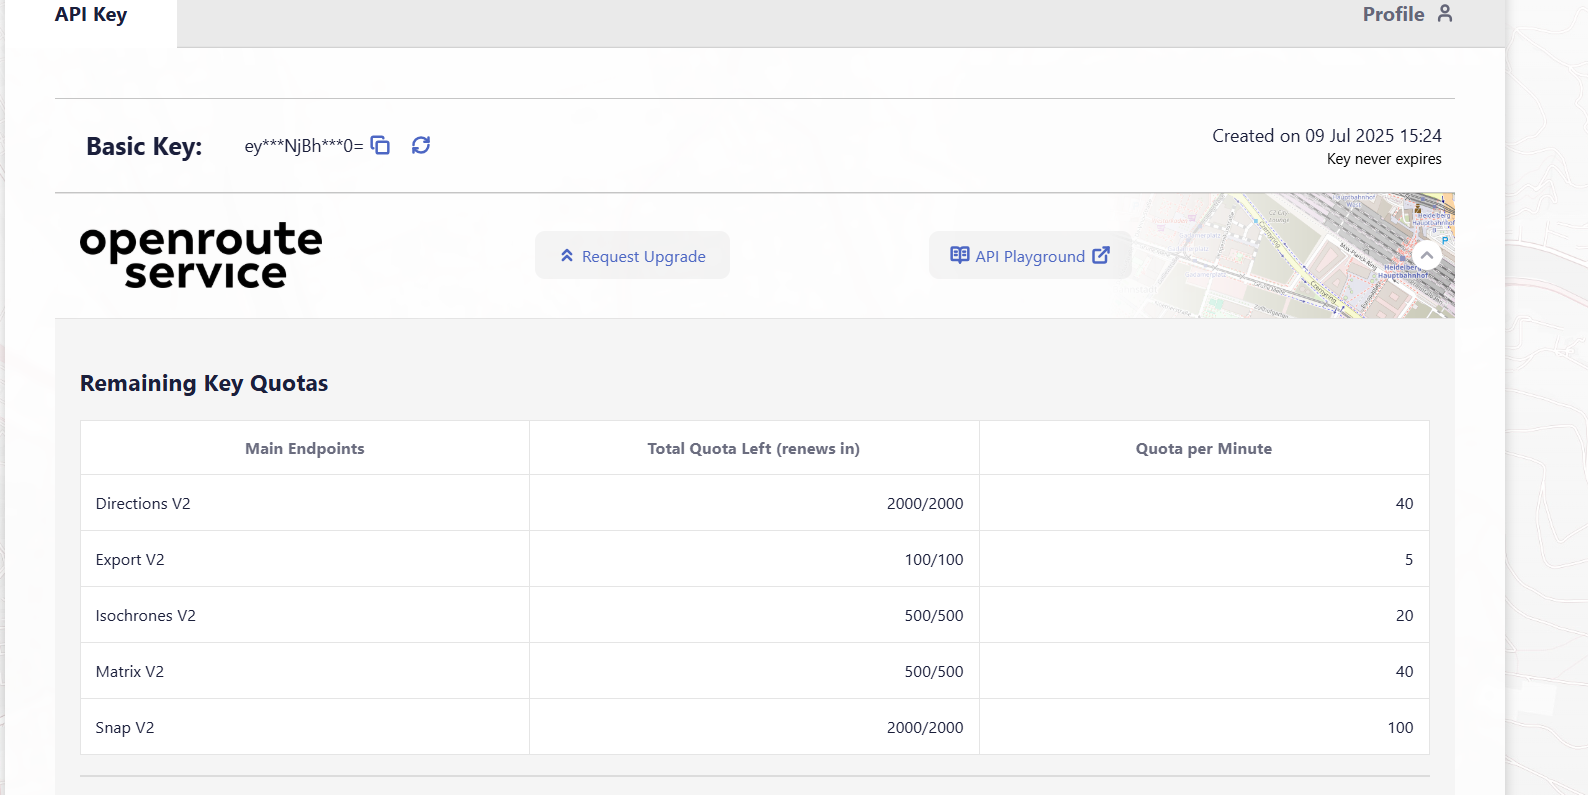 API Key
Profile
Basic Key:
ey***NjBh***0=
Created on 09 Jul 2025 15:24
Key never expires
openroute
service
Request Upgrade
API Playground
Heidelberg
Hauptbahnhof
P
Remaining Key Quotas
Main Endpoints Total Quota Left (renews in) Quota per Minute
Directions V2 2000/2000 40
Export V2 100/100 5
Isochrones V2 500/500 20
Matrix V2 500/500 40
Snap V2 2000/2000 100